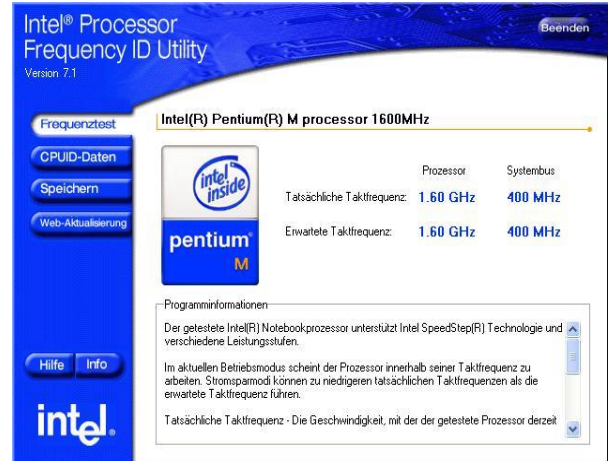 Intel® Processor
Frequency ID Utility
Version 7.1
Beenden
Frequenztest
CPUID-Daten
Speichern
Web-Aktualisierung
Hilfe
Info
intel.
Intel(R) Pentium(R) M processor 1600MHz
intel inside
pentium
M
Prozessor Systembus
Tatsächliche Taktfrequenz: 1.60 GHz 400 MHz
Erwartete Taktfrequenz: 1.60 GHz 400 MHz
Programminformationen
Der getestete Intel(R) Notebookprozessor unterstützt Intel SpeedStep(R) Technologie und
verschiedene Leistungsstufen.
Im aktuellen Betriebsmodus scheint der Prozessor innerhalb seiner Taktfrequenz zu
arbeiten. Stromsparmodi können zu niedrigeren tatsächlichen Taktfrequenzen als die
erwartete Taktfrequenz führen.
Tatsächliche Taktfrequenz - Die Geschwindigkeit, mit der der getestete Prozessor derzeit